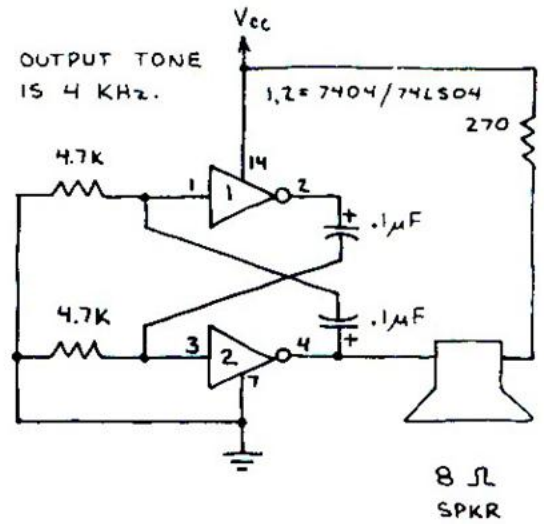 Vcc
OUTPUT TONE
IS 4 KHz.
1,2 = 7404/74LS04
270
4.7K
14
1
1
2
+
.1µF
4.7K
.1µF
+
3
2
4
7
8 Ω
SPKR